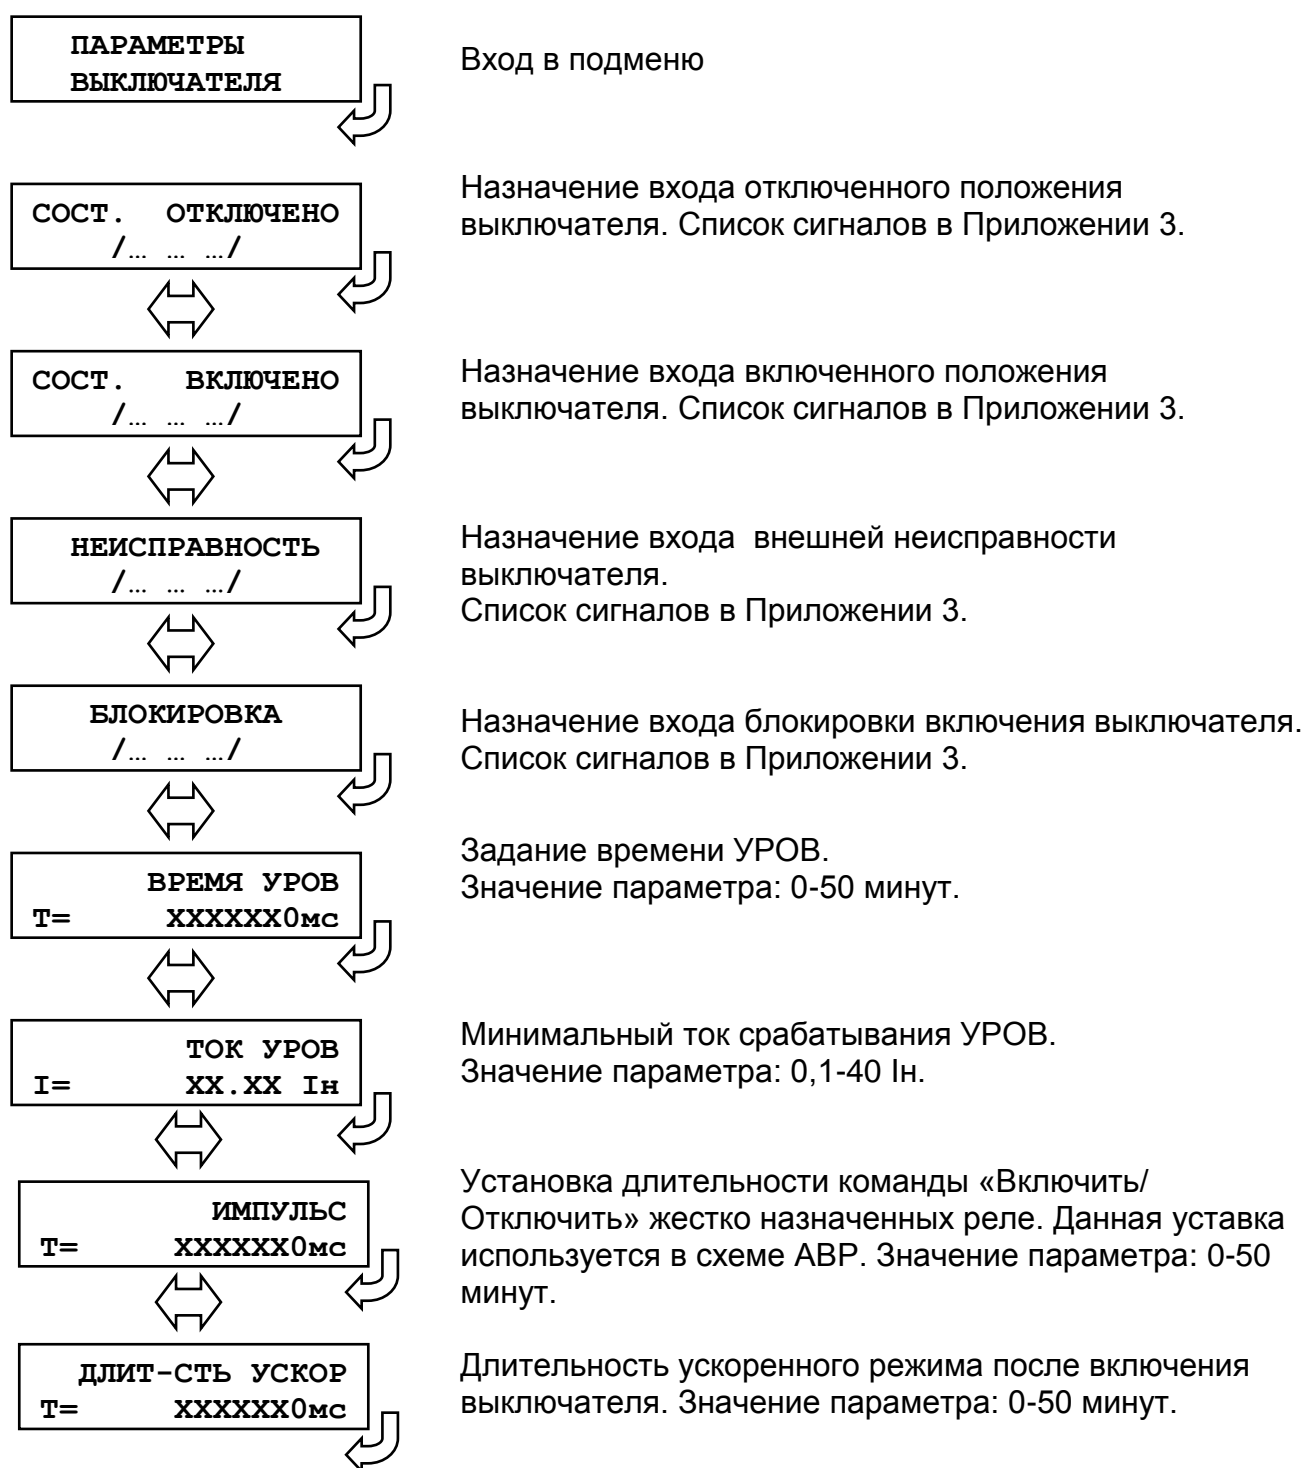 ПАРАМЕТРЫ
ВЫКЛЮЧАТЕЛЯ
Вход в подменю
СОСТ. ОТКЛЮЧЕНО
/… … …/
Назначение входа отключенного положения
выключателя. Список сигналов в Приложении 3.
СОСТ. ВКЛЮЧЕНО
/… … …/
Назначение входа включенного положения
выключателя. Список сигналов в Приложении 3.
НЕИСПРАВНОСТЬ
/… … …/
Назначение входа внешней неисправности
выключателя.
Список сигналов в Приложении 3.
БЛОКИРОВКА
/… … …/
Назначение входа блокировки включения выключателя.
Список сигналов в Приложении 3.
ВРЕМЯ УРОВ
Т= ХХХХХХ0мс
Задание времени УРОВ.
Значение параметра: 0-50 минут.
ТОК УРОВ
I= ХХ.ХХ Iн
Минимальный ток срабатывания УРОВ.
Значение параметра: 0,1-40 Iн.
ИМПУЛЬС
Т= ХХХХХХ0мс
Установка длительности команды «Включить/
Отключить» жестко назначенных реле. Данная уставка
используется в схеме АВР. Значение параметра: 0-50
минут.
ДЛИТ-СТЬ УСКОР
Т= ХХХХХХ0мс
Длительность ускоренного режима после включения
выключателя. Значение параметра: 0-50 минут.